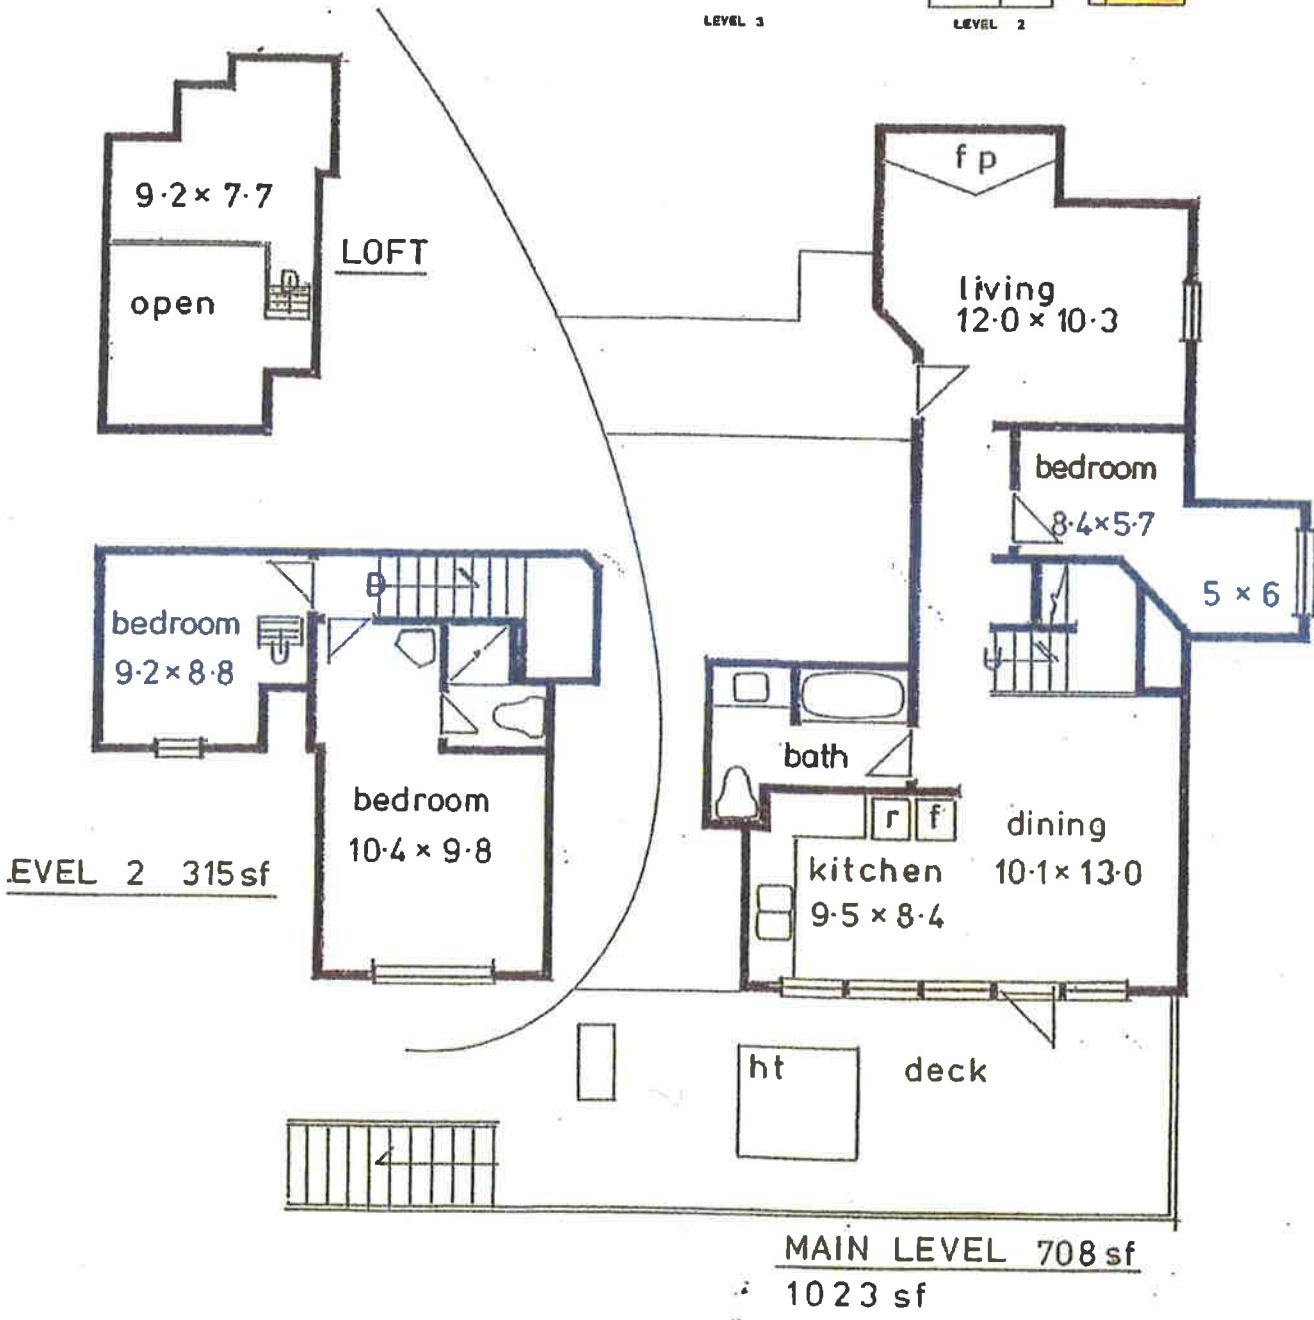 LEVEL 3
LEVEL 2
9·2 × 7·7
LOFT
open
fp
living
12·0 × 10·3
bedroom
8·4×5·7
5 × 6
U
bath
r
f
dining
10·1 × 13·0
kitchen
9·5 × 8·4
D
bedroom
9·2×8·8
bedroom
10·4 × 9·8
EVEL 2 315sf
ht
deck
MAIN LEVEL 708 sf
1023 sf